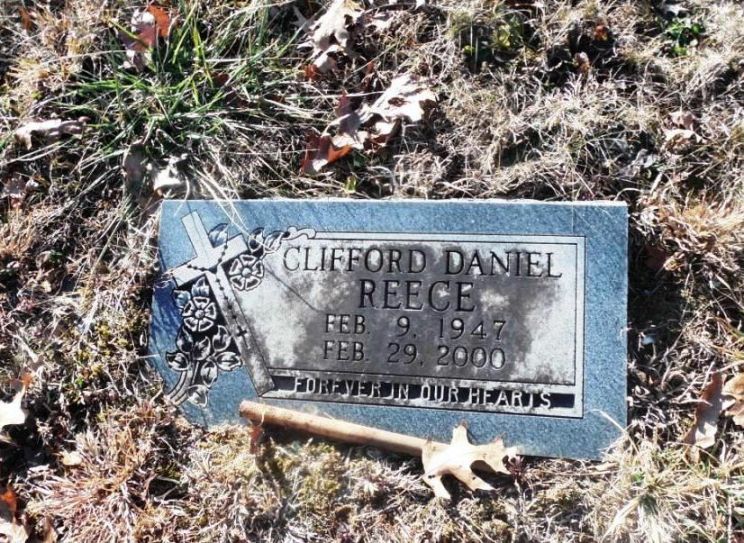 CLIFFORD DANIEL
REECE
FEB. 9, 1947
FEB. 29, 2000
FOREVER IN OUR HEARTS